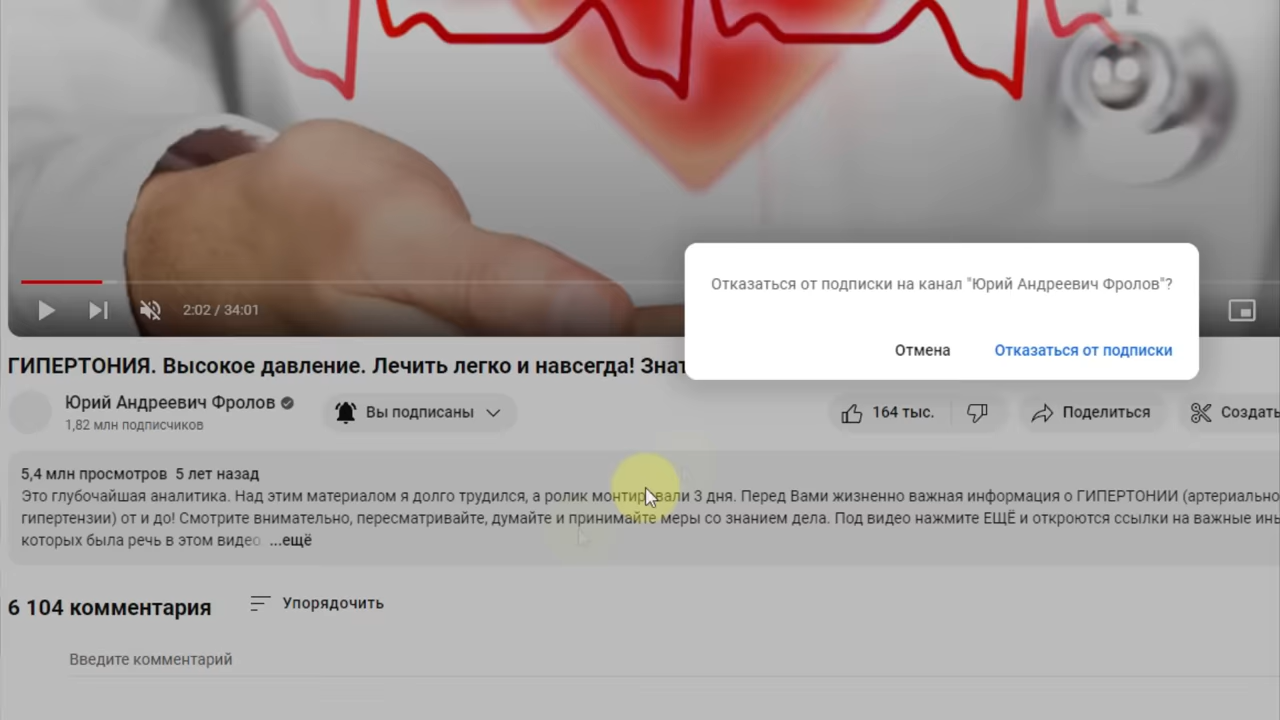 Отказаться от подписки на канал "Юрий Андреевич Фролов"?
Отмена Отказаться от подписки
2:02 / 34:01
ГИПЕРТОНИЯ. Высокое давление. Лечить легко и навсегда! Знат
Юрий Андреевич Фролов
1,82 млн подписчиков
Вы подписаны
164 тыс.
Поделиться
Создать
5,4 млн просмотров 5 лет назад
Это глубочайшая аналитика. Над этим материалом я долго трудился, а ролик монтировали 3 дня. Перед Вами жизненно важная информация о ГИПЕРТОНИИ (артериально
гипертензии) от и до! Смотрите внимательно, пересматривайте, думайте и принимайте меры со знанием дела. Под видео нажмите ЕЩЁ и откроются ссылки на важные
которых была речь в этом видео. ...ещё
6 104 комментария
Упорядочить
Введите комментарий